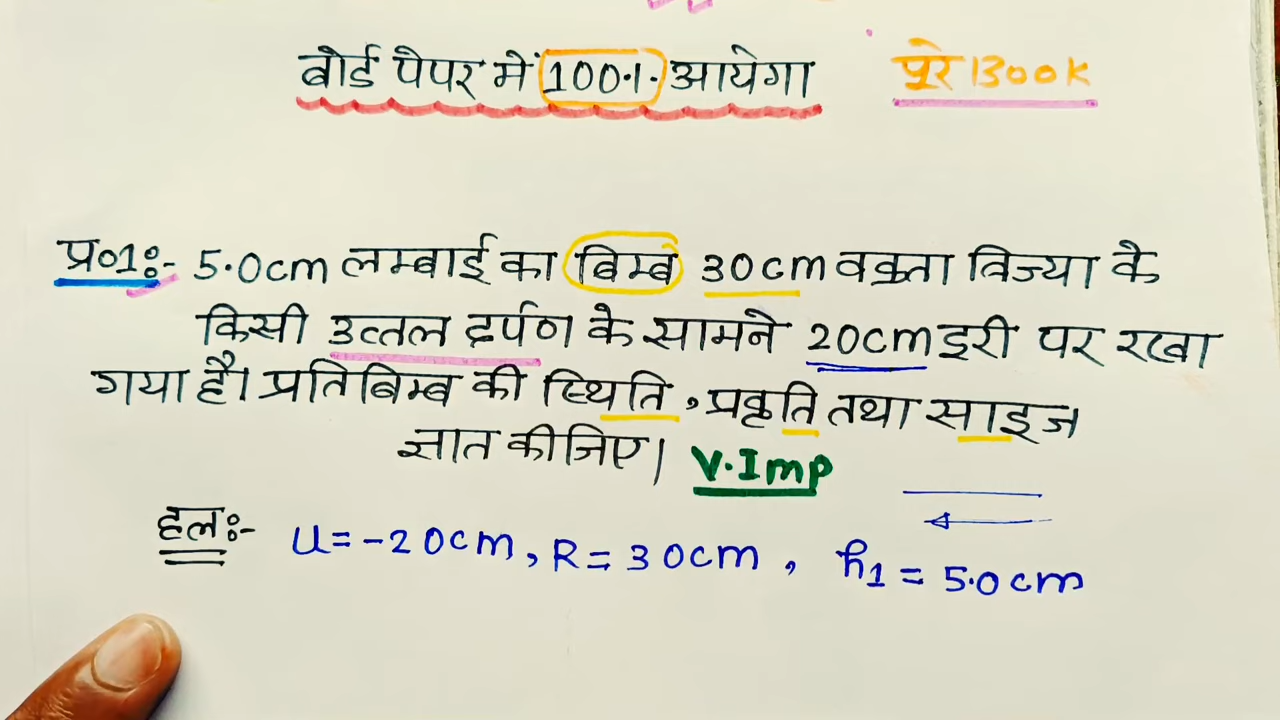 बोर्ड पेपर में 100% आयेगा
पूरे BOOK
प्र०1:- 5.0cm लम्बाई का बिम्ब 30cm वक्रता त्रिज्या के
किसी उत्तल दर्पण के सामने 20cm दूरी पर रखा
गया है। प्रतिबिम्ब की स्थिति, प्रकृति तथा साइज
ज्ञात कीजिए। V.Imp
हल:- u=-20cm, R=30cm, h1=5.0cm